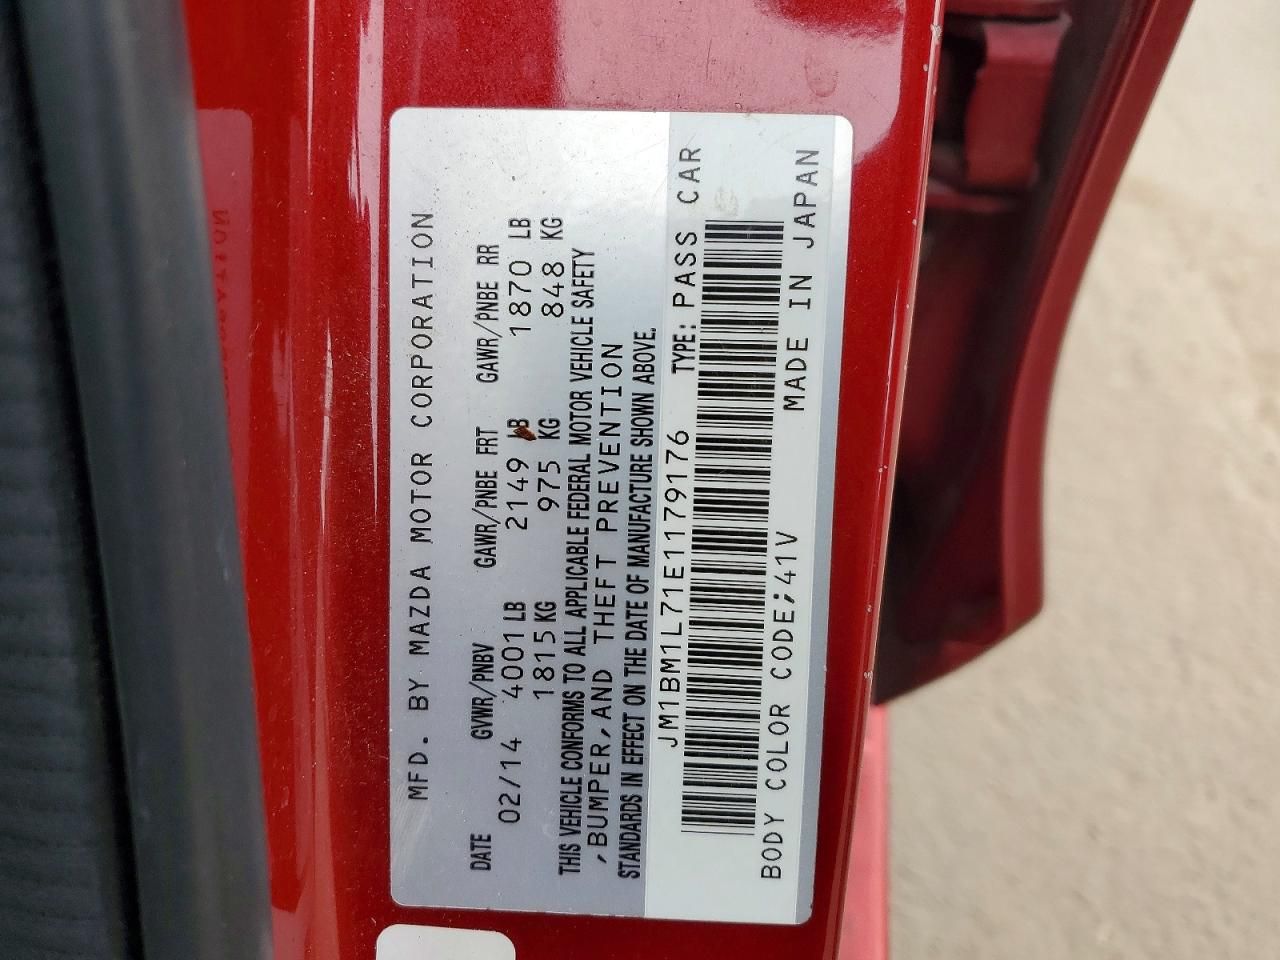 MFD. BY MAZDA MOTOR CORPORATION
DATE GVWR/PNBV GAWR/PNBE FRT GAWR/PNBE RR
02/14 4001 LB 2149 LB 1870 LB
1815 KG 975 KG 848 KG
THIS VEHICLE CONFORMS TO ALL APPLICABLE FEDERAL MOTOR VEHICLE SAFETY
,BUMPER,AND THEFT PREVENTION
STANDARDS IN EFFECT ON THE DATE OF MANUFACTURE SHOWN ABOVE.
JM1BM1L71E1179176 TYPE: PASS CAR
BODY COLOR CODE;41V MADE IN JAPAN